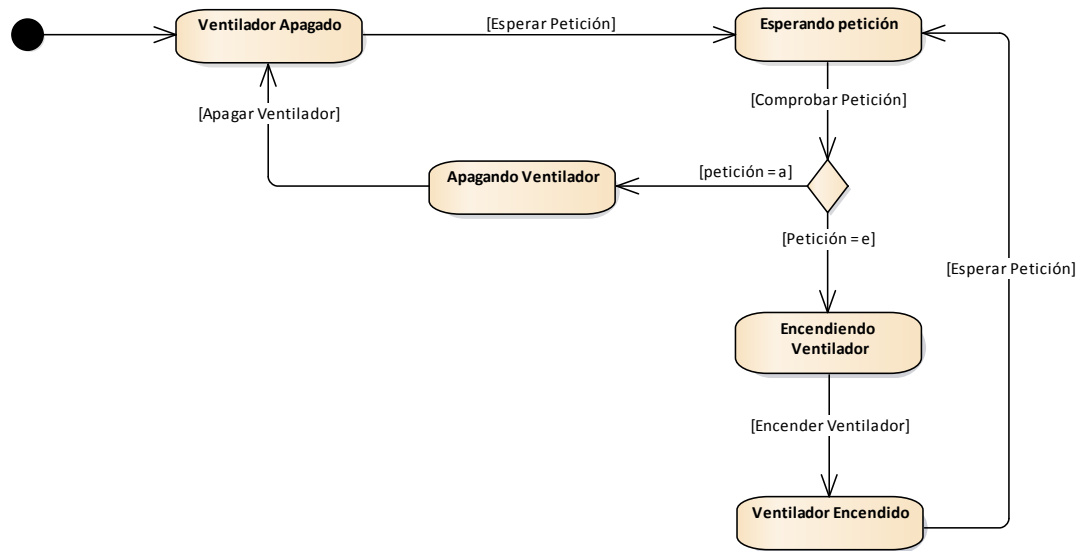 Ventilador Apagado
[Esperar Petición]
Esperando petición
[Comprobar Petición]
[Apagar Ventilador]
Apagando Ventilador
[petición = a]
[Petición = e]
[Esperar Petición]
Encendiendo
Ventilador
[Encender Ventilador]
Ventilador Encendido